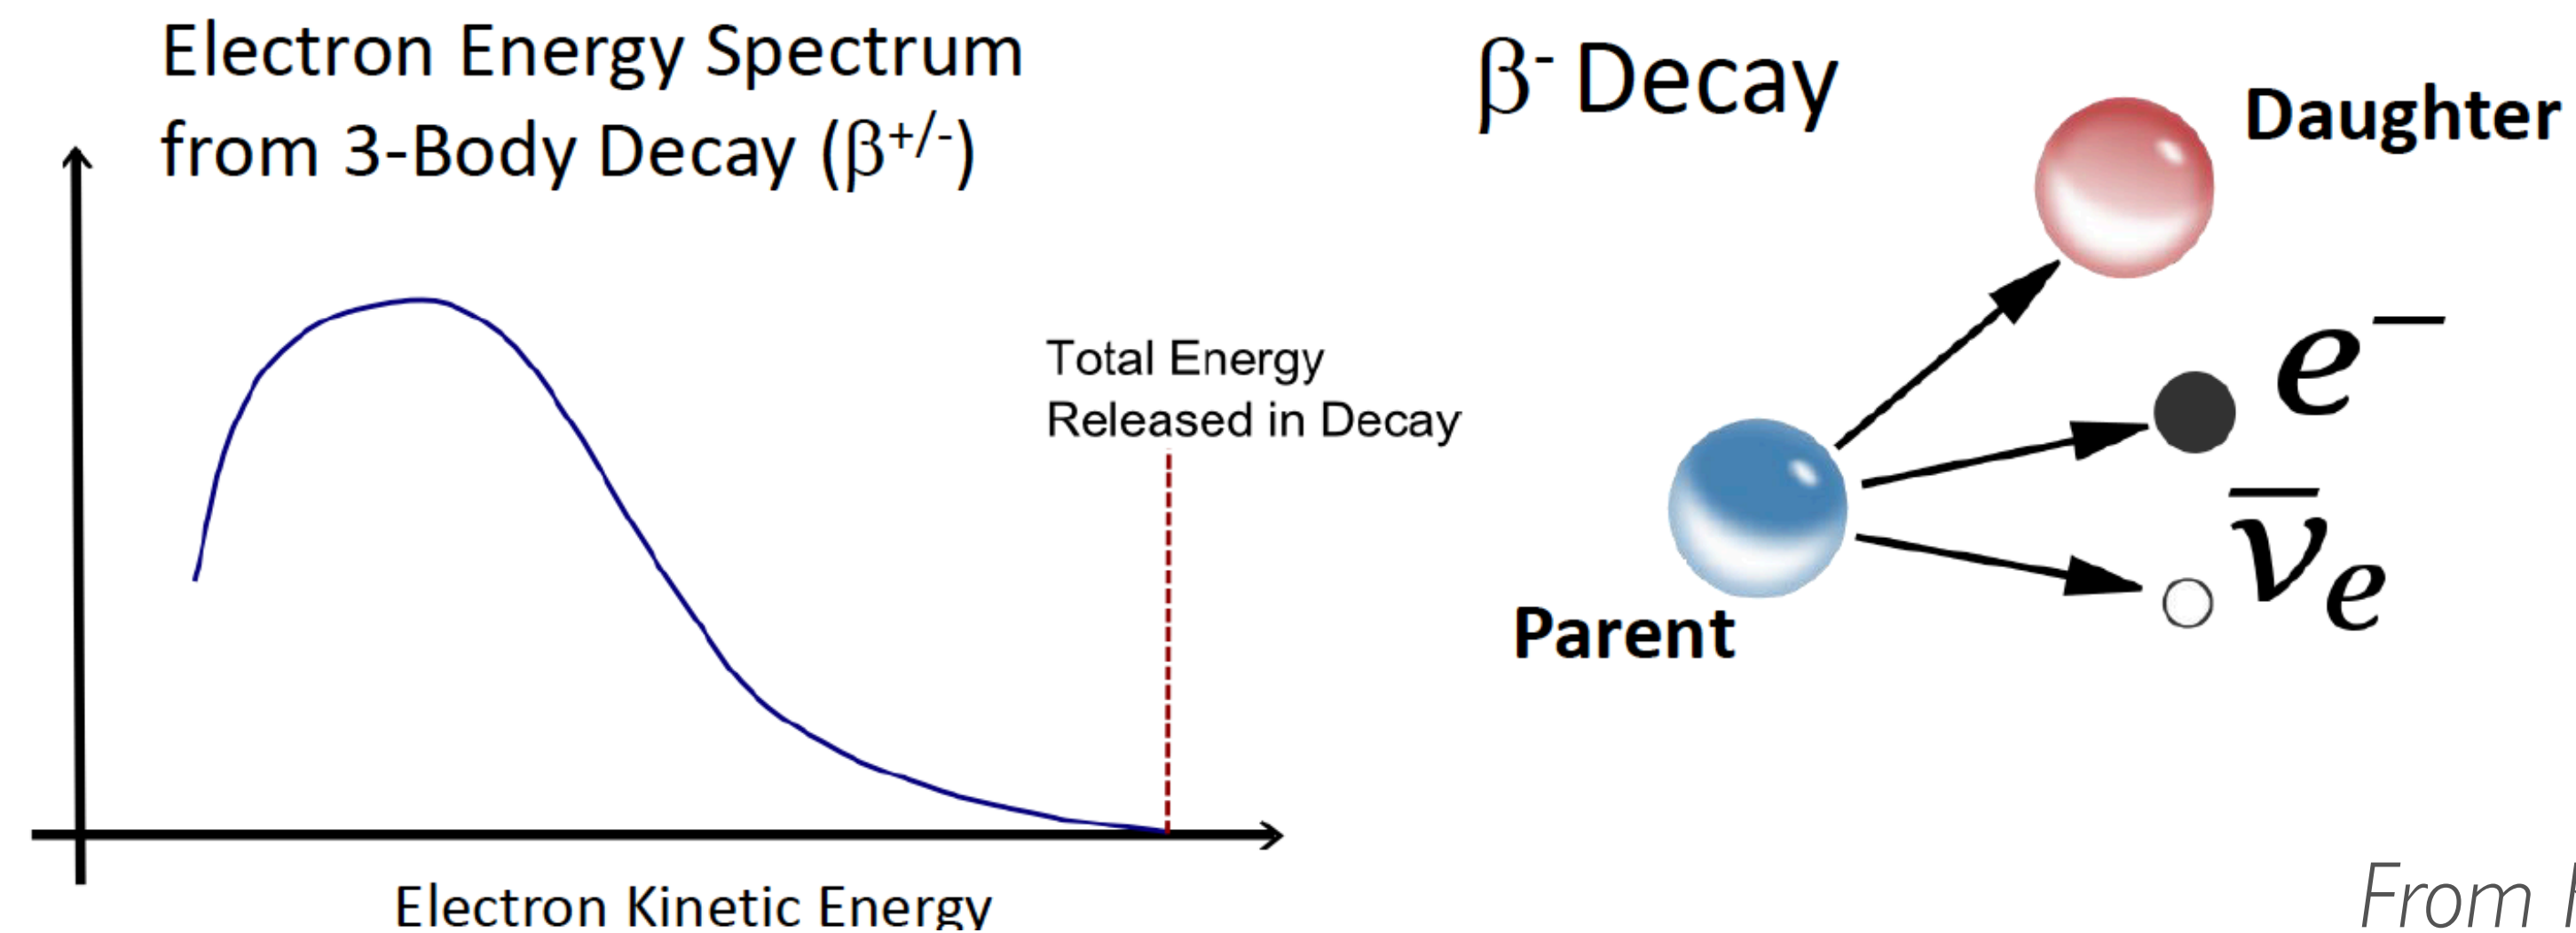 Electron Energy Spectrum
from 3-Body Decay (β⁺/⁻)
Total Energy
Released in Decay
Electron Kinetic Energy
β⁻ Decay
Daughter
e⁻
ν̅ₑ
Parent
From